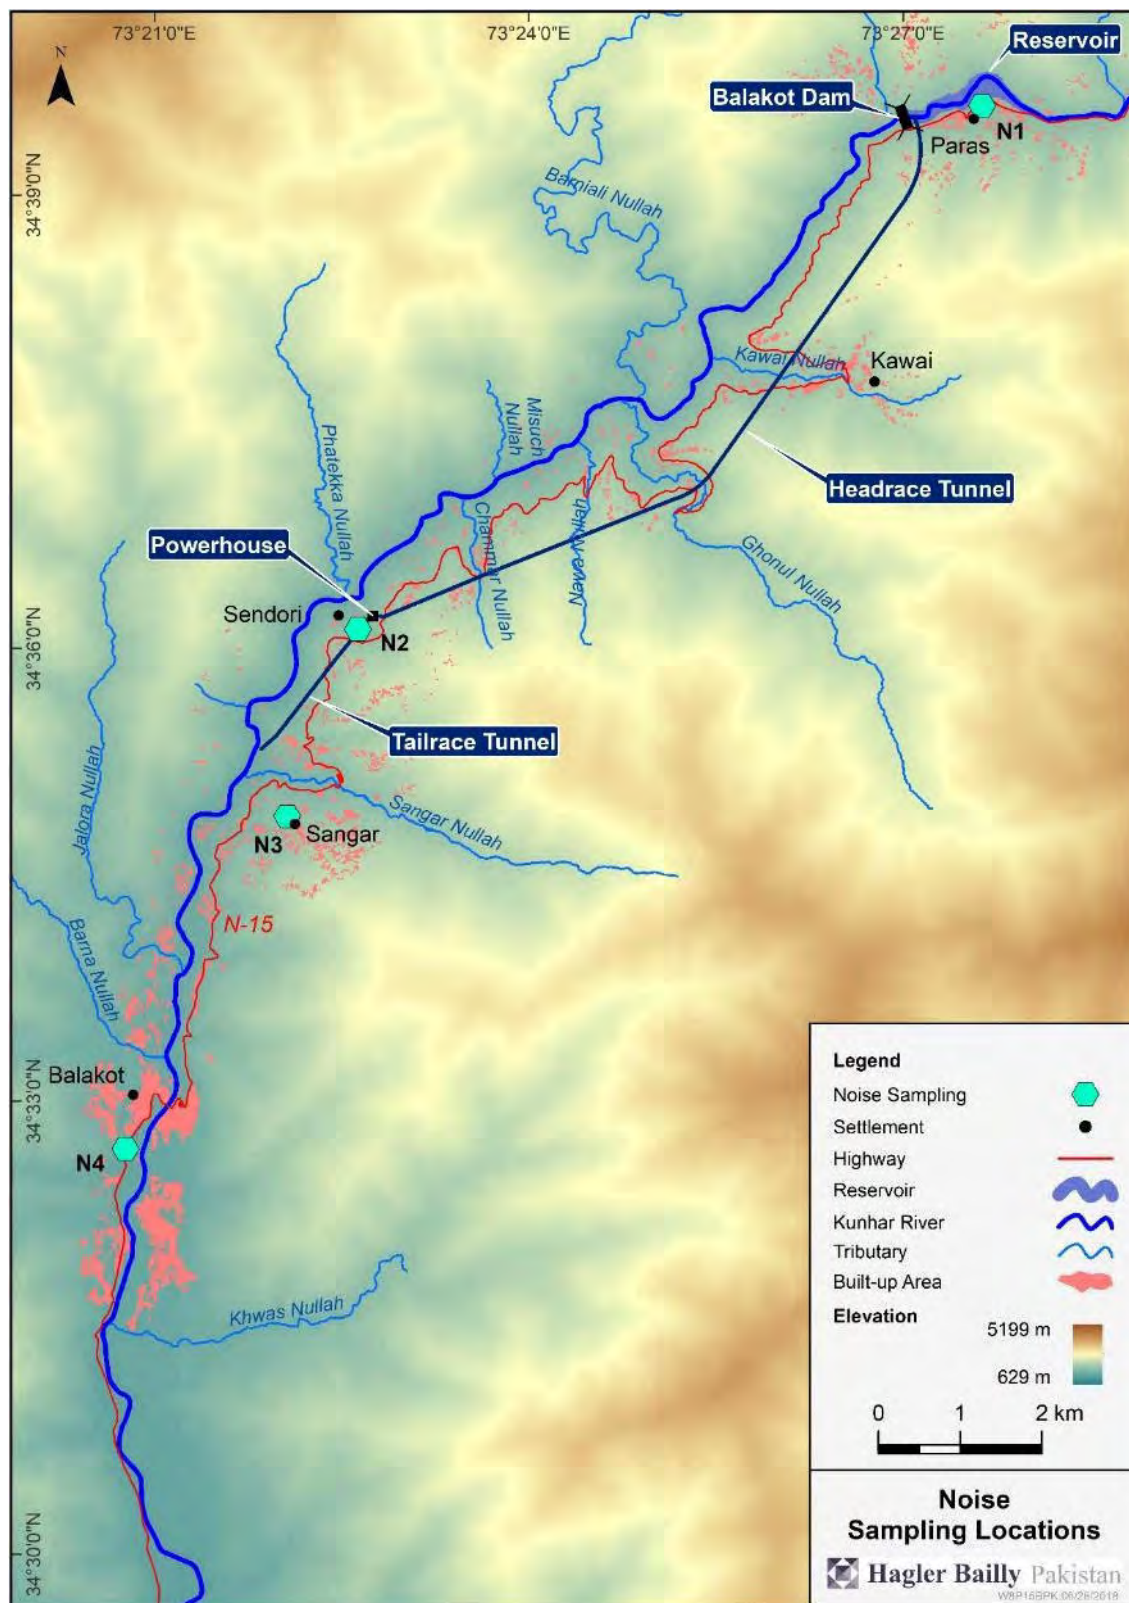 73°21'0"E
73°24'0"E
73°27'0"E
N
Reservoir
Balakot Dam
Paras
N1
34°39'0"N
Barniali Nullah
Kawai Nullah
Kawai
Phatekka Nullah
Misuch
Nullah
Headrace Tunnel
Powerhouse
Chammar Nullah
Nawa Nullah
Ghonul Nullah
Sendori
N2
34°36'0"N
Tailrace Tunnel
Jalora Nullah
Sangar Nullah
N3
Sangar
N-15
Barna Nullah
Balakot
34°33'0"N
N4
Khwas Nullah
34°30'0"N
Legend
Noise Sampling
Settlement
Highway
Reservoir
Kunhar River
Tributary
Built-up Area
Elevation
5199 m
629 m
0 1 2 km
Noise
Sampling Locations
Hagler Bailly Pakistan